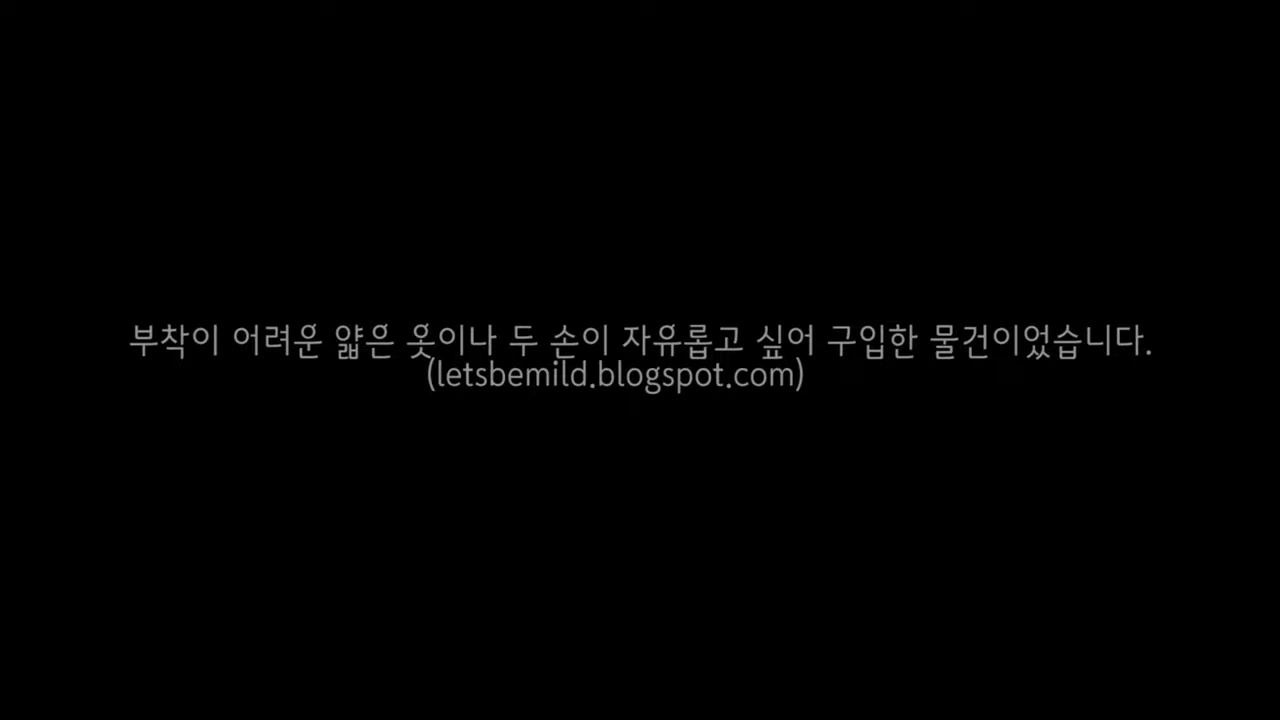 부착이 어려운 얇은 옷이나 두 손이 자유롭고 싶어 구입한 물건이었습니다.
(letsbemild.blogspot.com)